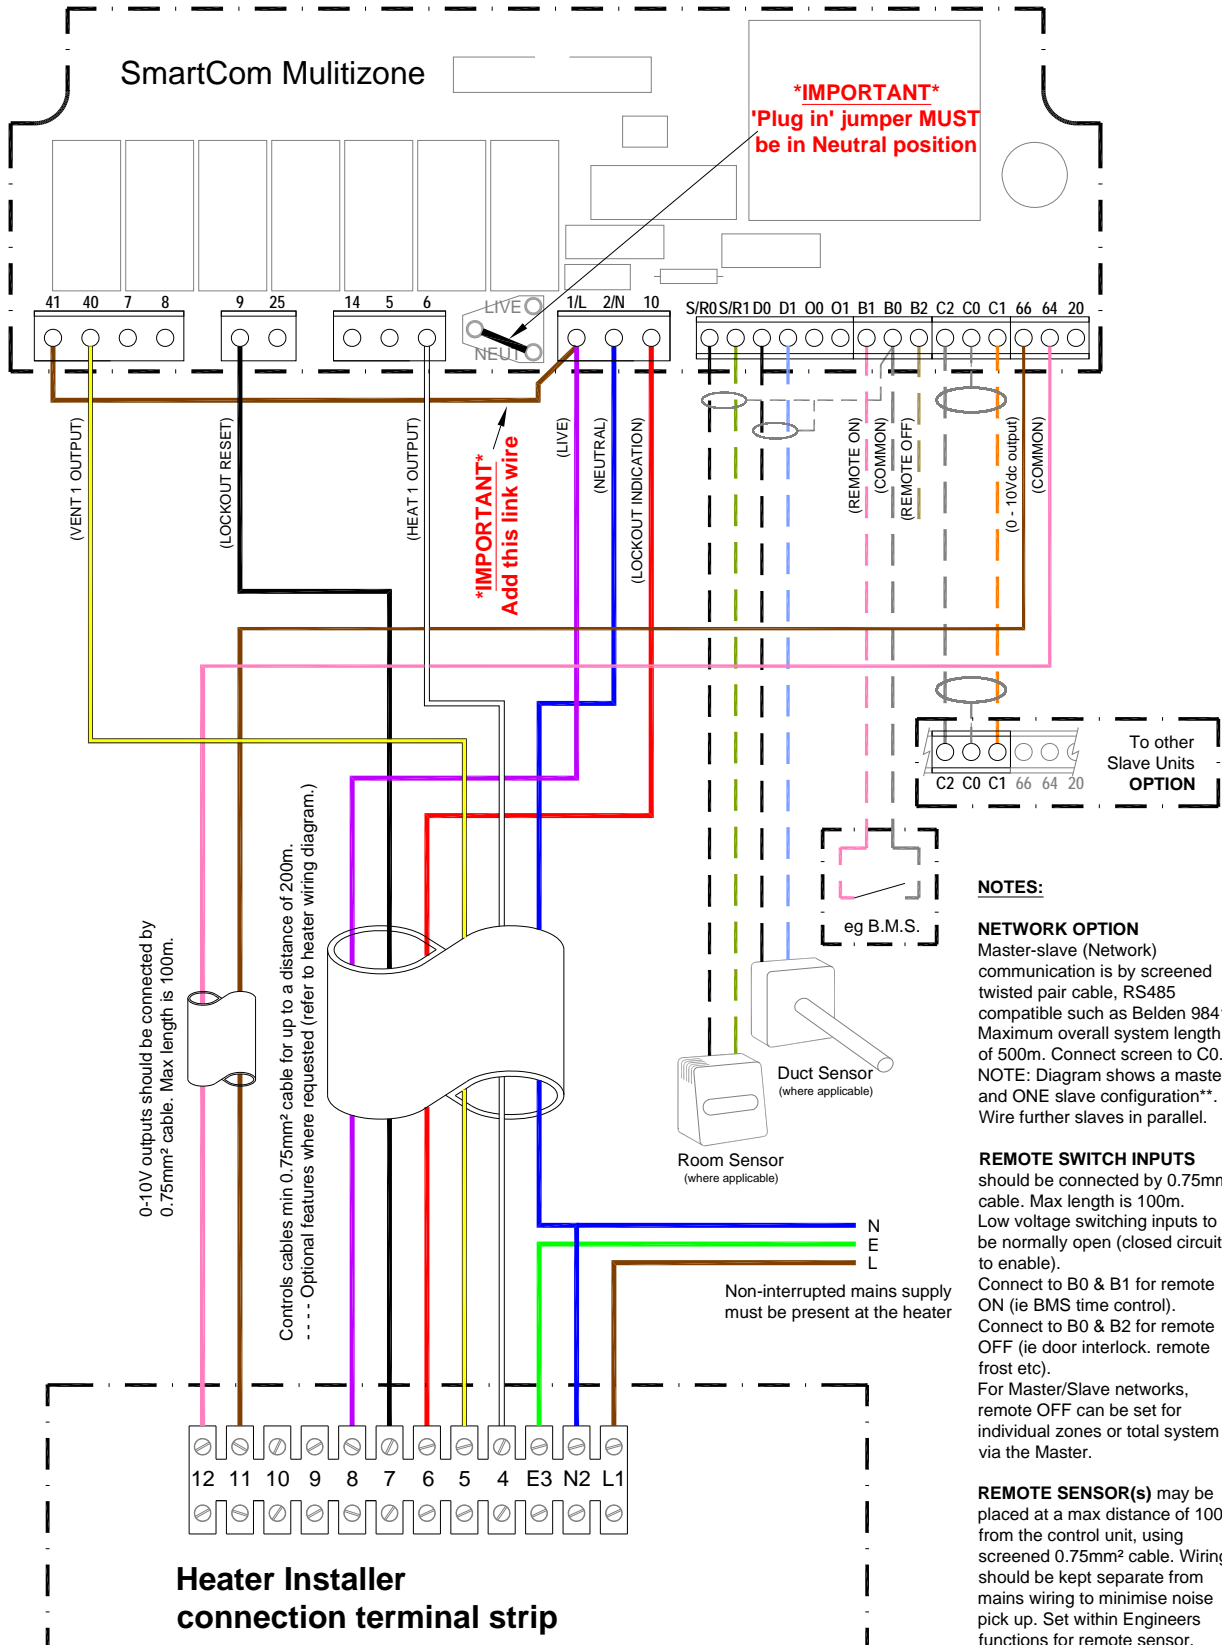 SmartCom Mulitizone
*IMPORTANT*
'Plug in' jumper MUST
be in Neutral position
41 40 7 8
9 25
14 5 6
LIVE
NEUT
1/L 2/N 10
S/R0 S/R1 D0 D1 O0 O1 B1 B0 B2 C2 C0 C1 66 64 20
(VENT 1 OUTPUT)
(LOCKOUT RESET)
(HEAT 1 OUTPUT)
*IMPORTANT*
Add this link wire
(LIVE)
(NEUTRAL)
(LOCKOUT INDICATION)
(REMOTE ON)
(COMMON)
(REMOTE OFF)
(0 - 10Vdc output)
(COMMON)
To other
Slave Units
OPTION
C2 C0 C1 66 64 20
eg B.M.S.
Duct Sensor
(where applicable)
Room Sensor
(where applicable)
0-10V outputs should be connected by
0.75mm² cable. Max length is 100m.
Controls cables min 0.75mm² cable for up to a distance of 200m.
- - - - Optional features where requested (refer to heater wiring diagram.)
N
E
L
Non-interrupted mains supply
must be present at the heater
12 11 10 9 8 7 6 5 4 E3 N2 L1
Heater Installer
connection terminal strip
NOTES:
NETWORK OPTION
Master-slave (Network)
communication is by screened
twisted pair cable, RS485
compatible such as Belden 984
Maximum overall system length
of 500m. Connect screen to C0.
NOTE: Diagram shows a maste
and ONE slave configuration**.
Wire further slaves in parallel.
REMOTE SWITCH INPUTS
should be connected by 0.75m
cable. Max length is 100m.
Low voltage switching inputs to
be normally open (closed circuit
to enable).
Connect to B0 & B1 for remote
ON (ie BMS time control).
Connect to B0 & B2 for remote
OFF (ie door interlock. remote
frost etc).
For Master/Slave networks,
remote OFF can be set for
individual zones or total system
via the Master.
REMOTE SENSOR(s) may be
placed at a max distance of 100
from the control unit, using
screened 0.75mm² cable. Wiring
should be kept separate from
mains wiring to minimise noise
pick up. Set within Engineers
functions for remote sensor.